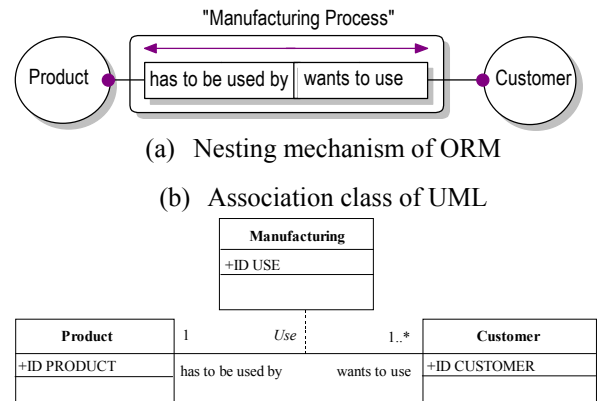 "Manufacturing Process"
Product
has to be used by
wants to use
Customer
(a) Nesting mechanism of ORM
(b) Association class of UML
Manufacturing
+ID USE
Product
1
Use
1..*
Customer
+ID PRODUCT
has to be used by
wants to use
+ID CUSTOMER